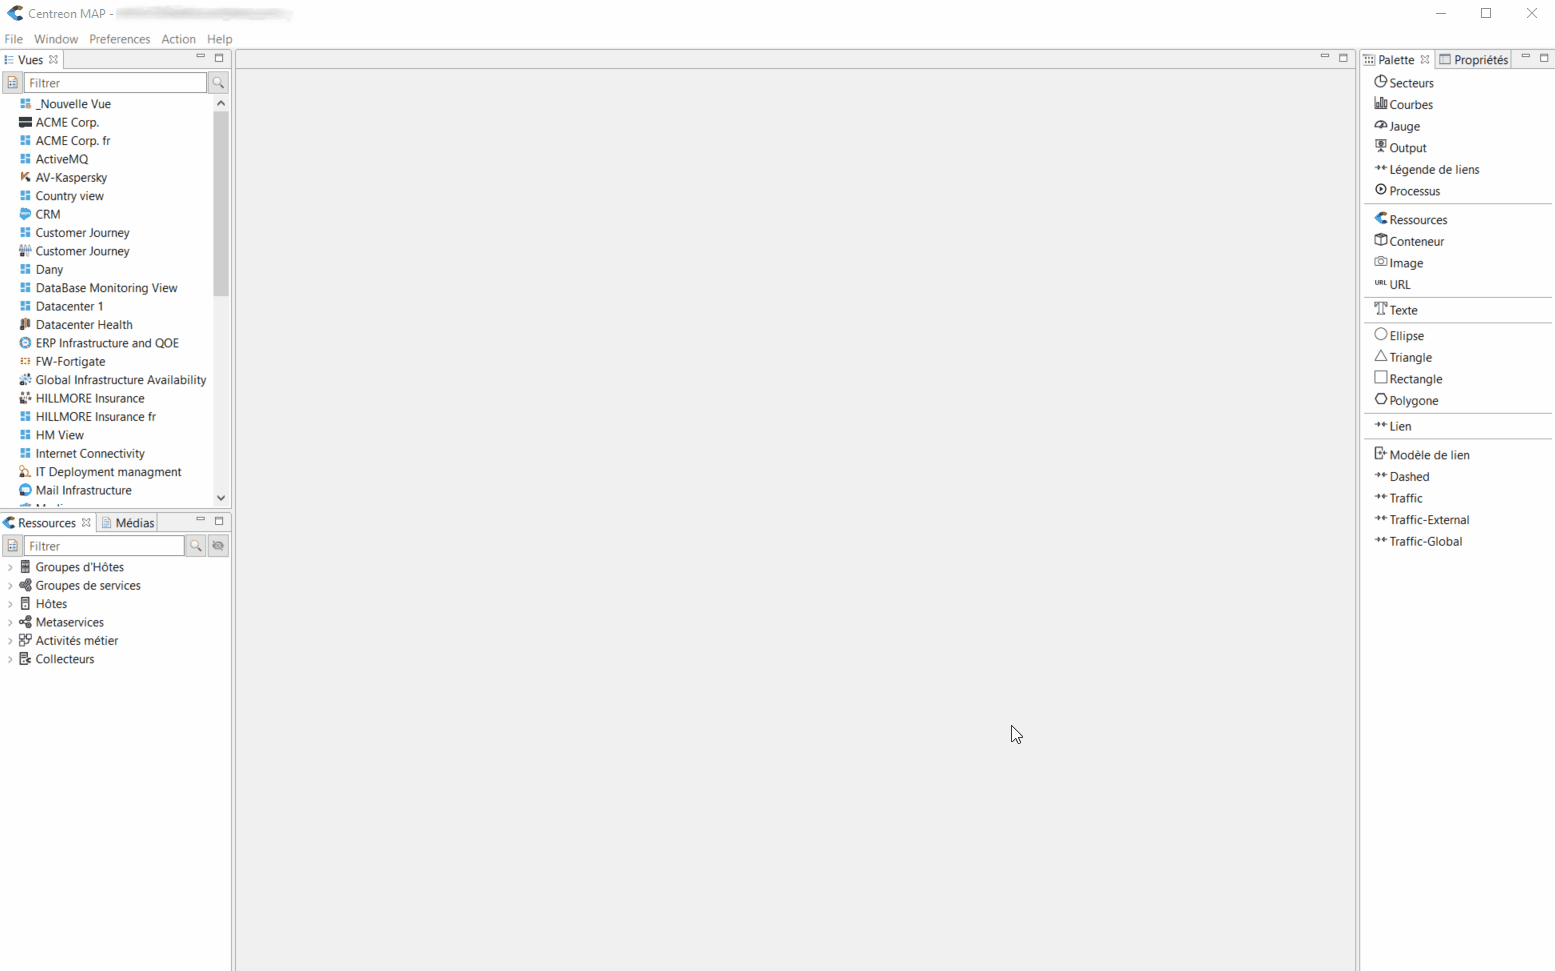 Centreon MAP -
File Window Preferences Action Help
Vues
Filtrer
_Nouvelle Vue
ACME Corp.
ACME Corp. fr
ActiveMQ
AV-Kaspersky
Country view
CRM
Customer Journey
Customer Journey
Dany
DataBase Monitoring View
Datacenter 1
Datacenter Health
ERP Infrastructure and QOE
FW-Fortigate
Global Infrastructure Availability
HILLMORE Insurance
HILLMORE Insurance fr
HM View
Internet Connectivity
IT Deployment managment
Mail Infrastructure
Ressources Médias
Filtrer
Groupes d'Hôtes
Groupes de services
Hôtes
Metaservices
Activités métier
Collecteurs
Palette Propriétés
Secteurs
Courbes
Jauge
Output
Légende de liens
Processus
Ressources
Conteneur
Image
URL URL
Texte
Ellipse
Triangle
Rectangle
Polygone
Lien
Modèle de lien
Dashed
Traffic
Traffic-External
Traffic-Global